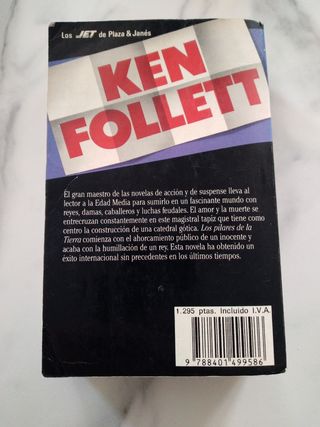 Los JET de Plaza & Janés
KEN
FOLLETT
El gran maestro de las novelas de acción y de suspense lleva al
lector a la Edad Media para sumirlo en un fascinante mundo con
reyes, damas, caballeros y luchas feudales. El amor y la muerte se
entrecruzan constantemente en este magistral tapiz que tiene como
centro la construcción de una catedral gótica. Los pilares de la
Tierra comienza con el ahorcamiento público de un inocente y
acaba con la humillación de un rey. Esta novela ha obtenido un
éxito internacional sin precedentes en los últimos tiempos.
1.295 ptas. Incluido I.V.A.
9 788401 499586